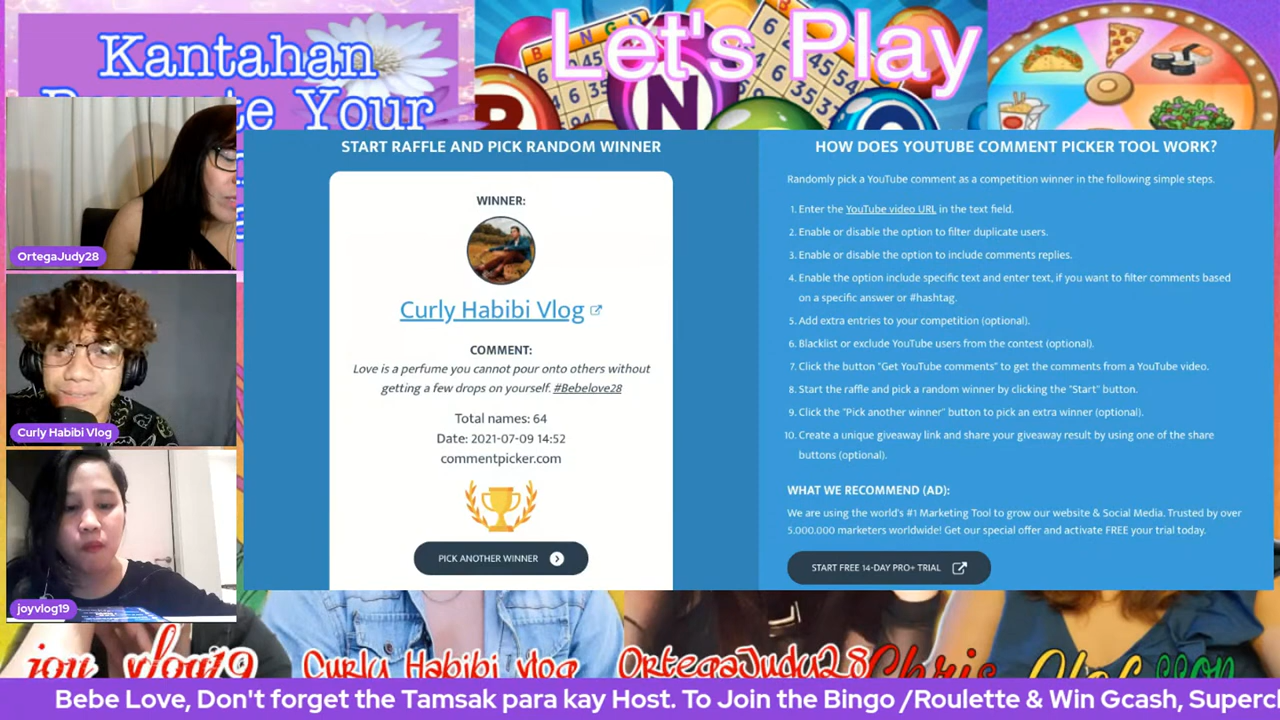 Kantahan
Promote Your
Let's Play
BINGO
N
START RAFFLE AND PICK RANDOM WINNER
WINNER:
Curly Habibi Vlog
COMMENT:
Love is a perfume you cannot pour onto others without
getting a few drops on yourself. #Bebelove28
Total names: 64
Date: 2021-07-09 14:52
commentpicker.com
PICK ANOTHER WINNER
HOW DOES YOUTUBE COMMENT PICKER TOOL WORK?
Randomly pick a YouTube comment as a competition winner in the following simple steps.
1. Enter the YouTube video URL in the text field.
2. Enable or disable the option to filter duplicate users.
3. Enable or disable the option to include comments replies.
4. Enable the option include specific text and enter text, if you want to filter comments based
on a specific answer or #hashtag.
5. Add extra entries to your competition (optional).
6. Blacklist or exclude YouTube users from the contest (optional).
7. Click the button "Get YouTube comments" to get the comments from a YouTube video.
8. Start the raffle and pick a random winner by clicking the "Start" button.
9. Click the "Pick another winner" button to pick an extra winner (optional).
10. Create a unique giveaway link and share your giveaway result by using one of the share
buttons (optional).
WHAT WE RECOMMEND (AD):
We are using the world's #1 Marketing Tool to grow our website & Social Media. Trusted by over
5.000.000 marketers worldwide! Get our special offer and activate FREE your trial today.
START FREE 14-DAY PRO+ TRIAL
OrtegaJudy28
Curly Habibi Vlog
joyvlog19
joy vlog19
Curly Habibi vlog
OrtegaJudy28
Chris
Bebe Love, Don't forget the Tamsak para kay Host. To Join the Bingo /Roulette & Win Gcash, Superc